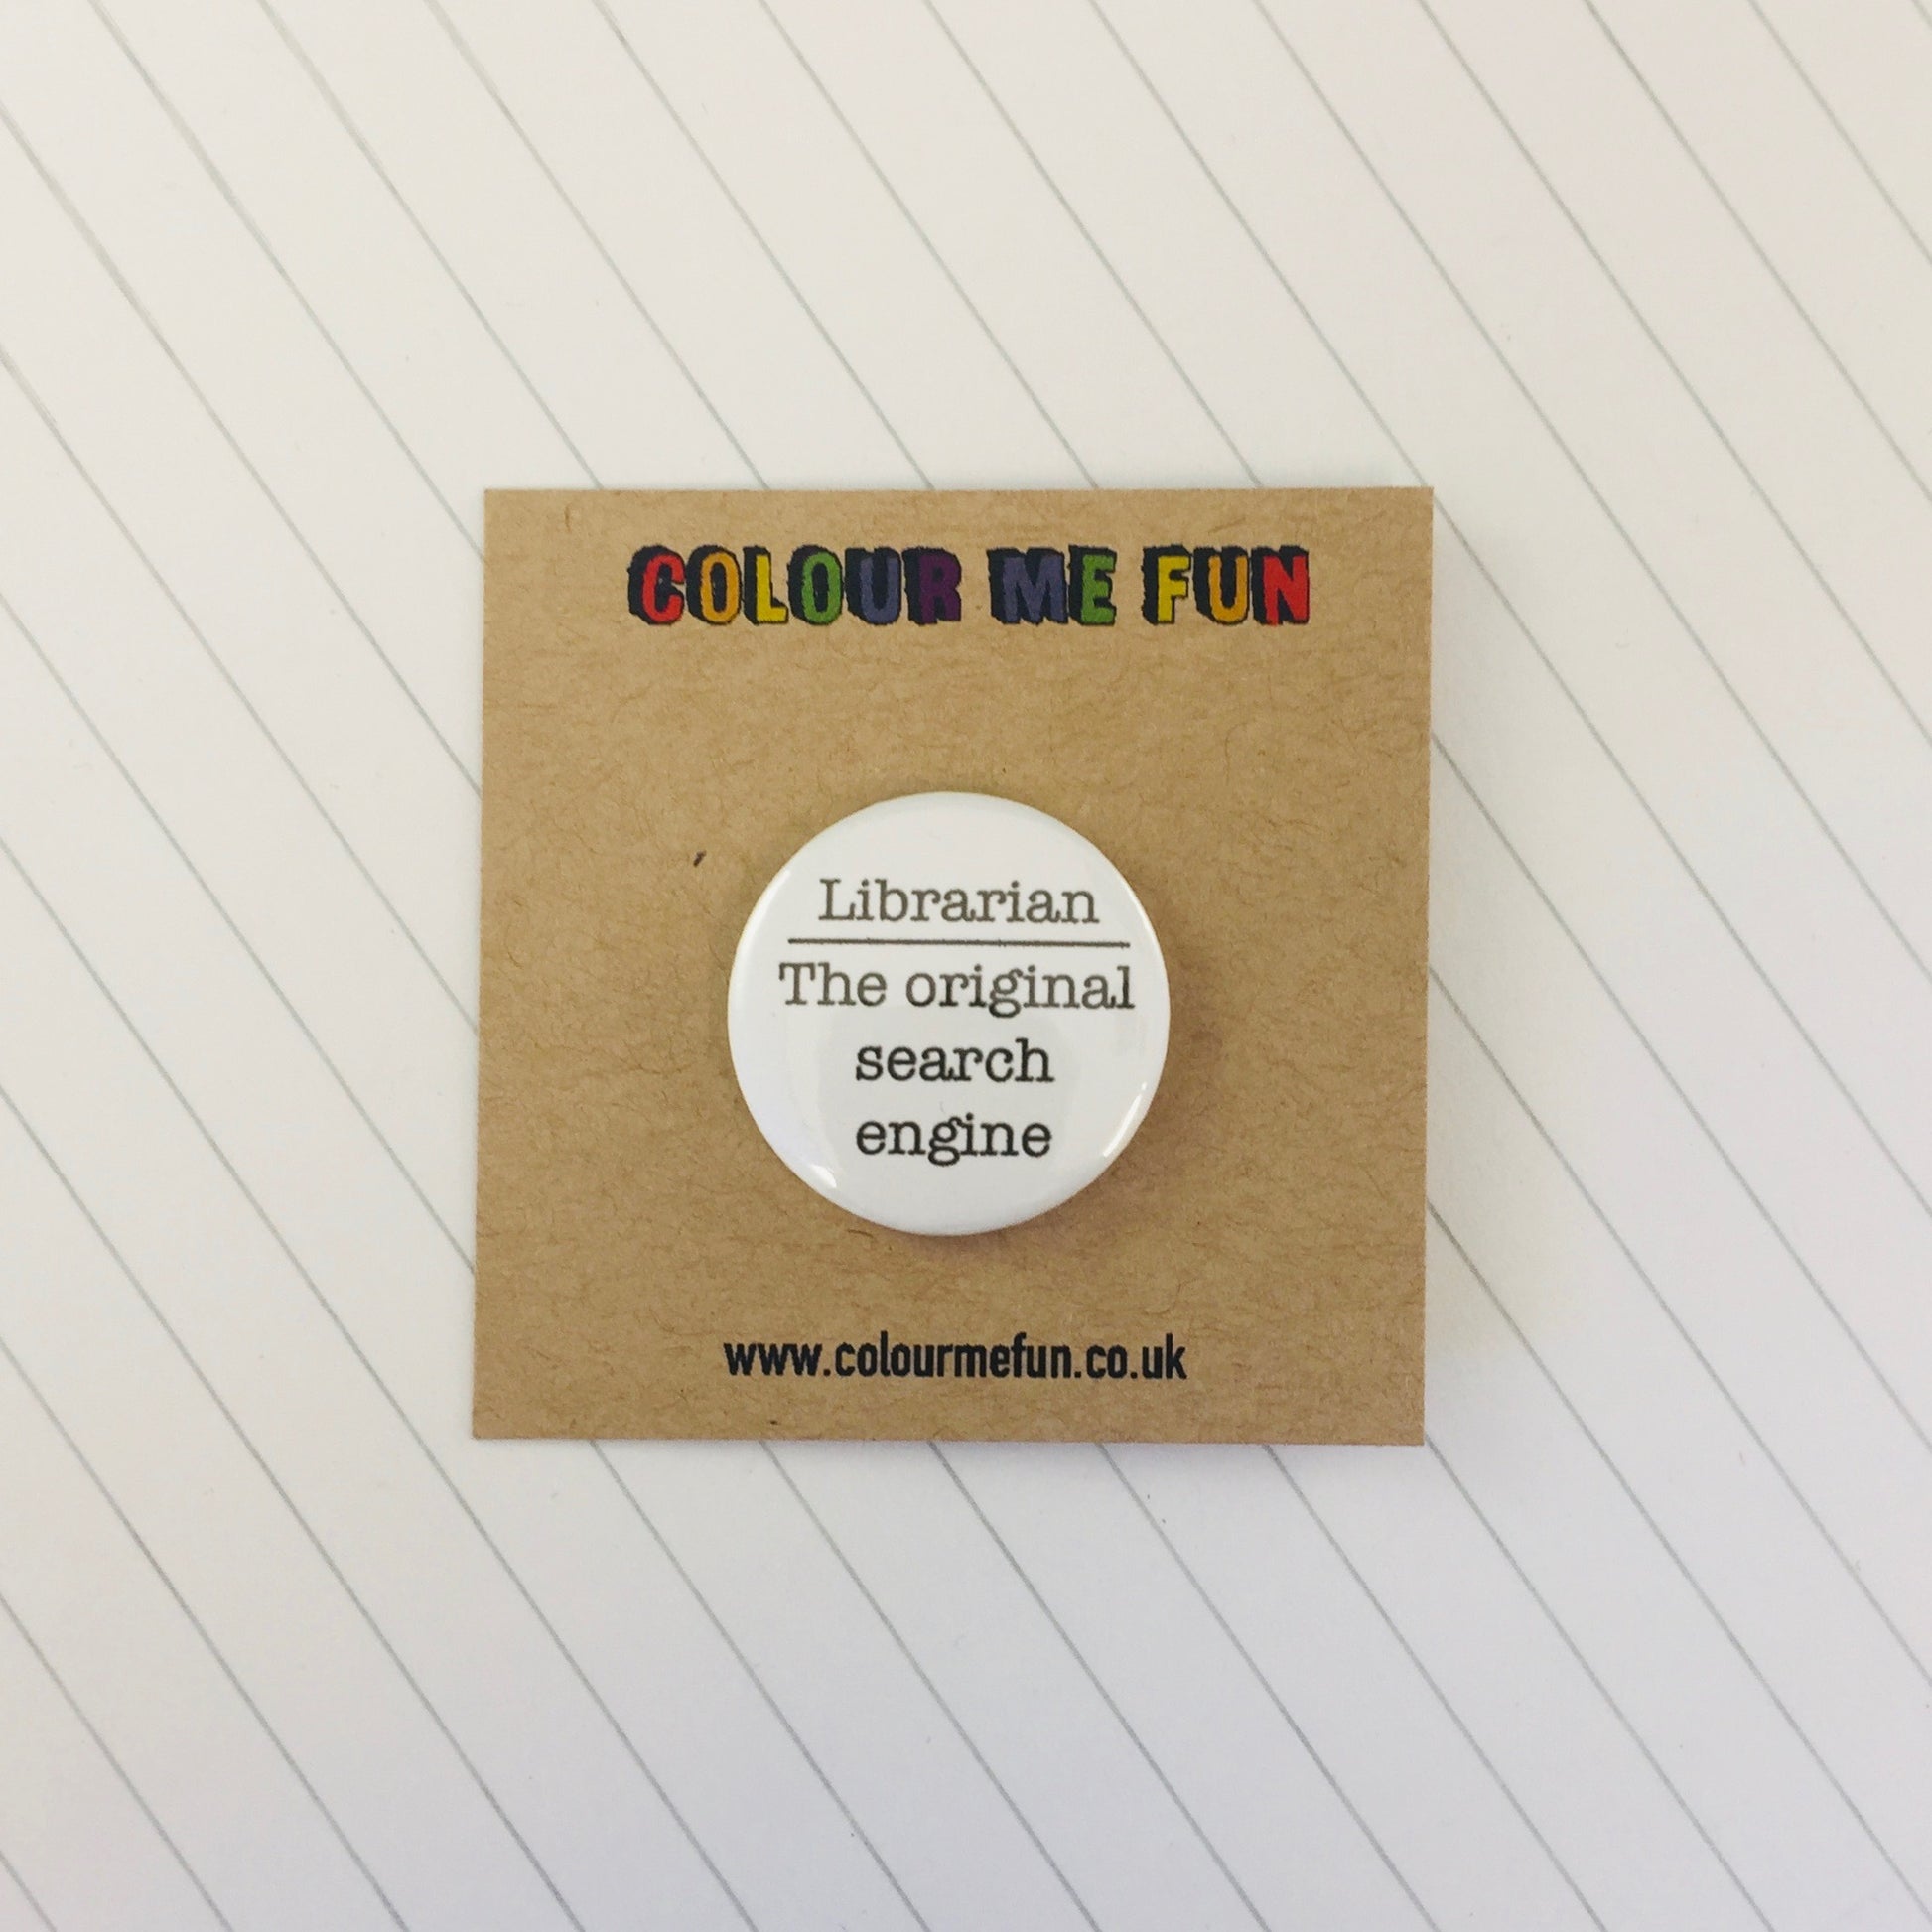 COLOUR ME FUN
Librarian
The original
search
engine
www.colourmefun.co.uk